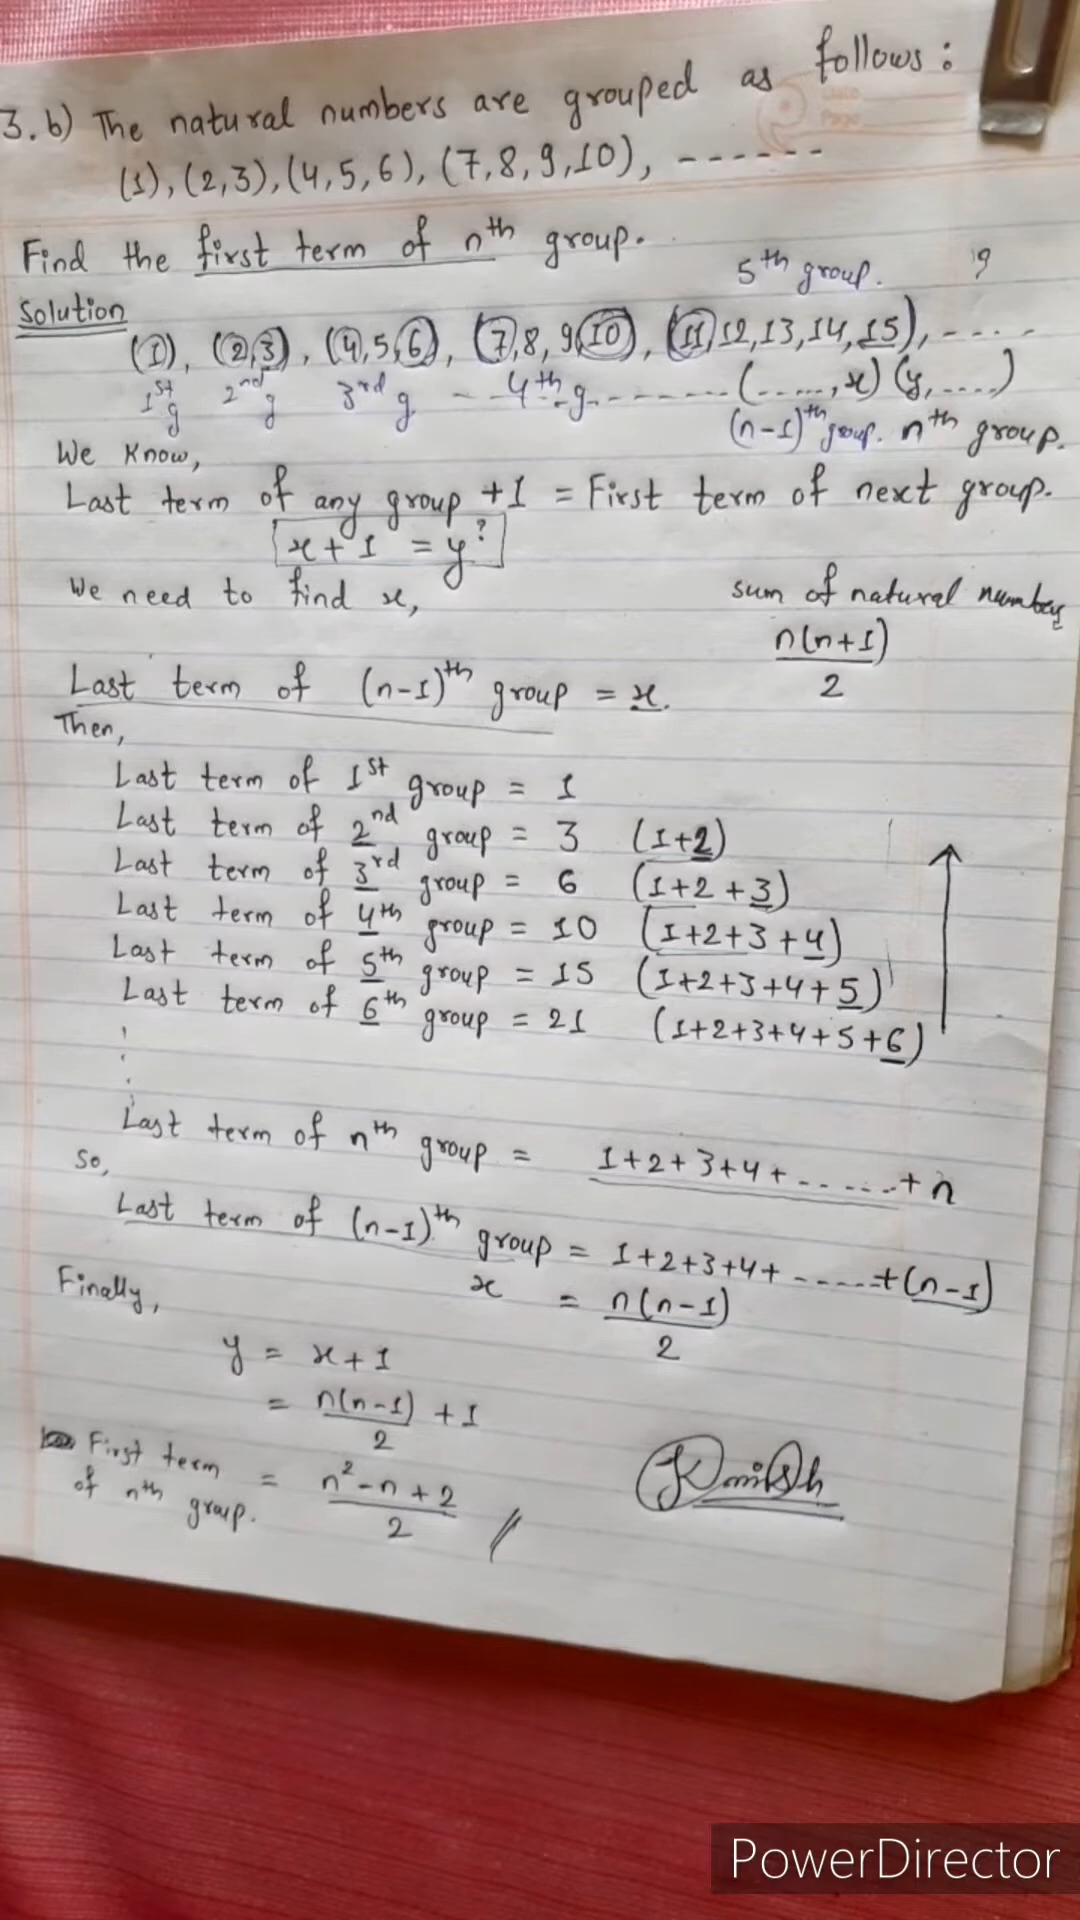 3. b) The natural numbers are grouped as follows:
(1), (2,3), (4,5,6), (7,8,9,10), ------
Find the first term of nth group.
5th group. 9
Solution
(1), (2,3), (4,5,6), (7,8,9,10), (11,12,13,14,15), -....
1st g 2nd g 3rd g --4th g.------- (.....,x) (y,....)
(n-1)th group. nth group.
We Know,
Last term of any group +1 = First term of next group.
x+1 = y?
We need to find x,
sum of natural number
n(n+1)
2
Last term of (n-1)th group = x.
Then,
Last term of 1st group = 1
Last term of 2nd group = 3 (1+2)
Last term of 3rd group = 6 (1+2+3)
Last term of 4th group = 10 (1+2+3+4)
Last term of 5th group = 15 (1+2+3+4+5)
Last term of 6th group = 21 (1+2+3+4+5+6)
Last term of nth group = 1+2+3+4+------+n
So,
Last term of (n-1)th group = 1+2+3+4+-----+(n-1)
x = n(n-1)
2
Finally,
y = x+1
= n(n-1) +1
2
First term of nth group. = n²-n+2
2
PowerDirector
Date
Page